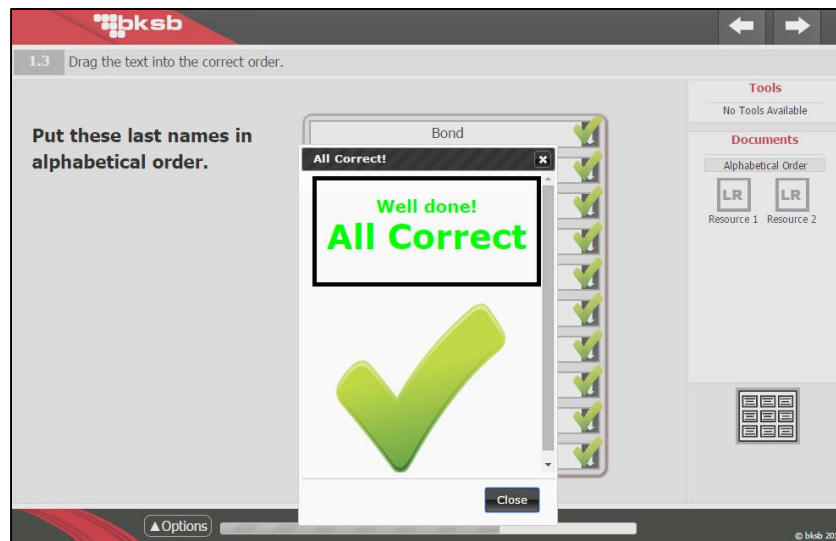 bksb
1.3 Drag the text into the correct order.
Put these last names in
alphabetical order.
Bond
All Correct!
Well done!
All Correct
Close
Tools
No Tools Available
Documents
Alphabetical Order
LR LR
Resource 1 Resource 2
▲Options
© bksb 20